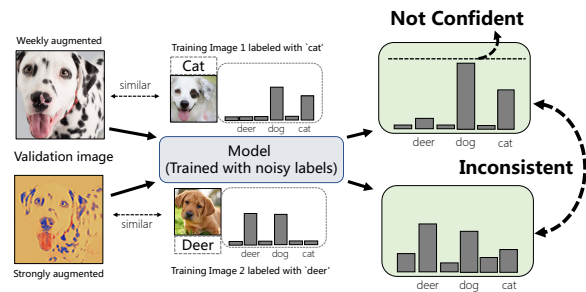 Not Confident
Weekly augmented
Training Image 1 labeled with `cat'
Cat
similar
deer dog cat
deer dog cat
Validation image
Model
(Trained with noisy labels)
Inconsistent
similar
Deer
deer dog cat
deer dog cat
Strongly augmented
Training Image 2 labeled with `deer'